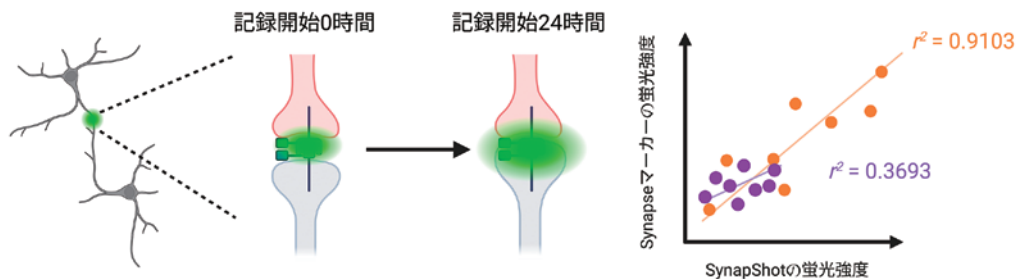 記録開始0時間
記録開始24時間
r² = 0.9103
r² = 0.3693
Synapseマーカーの蛍光強度
SynapShotの蛍光強度